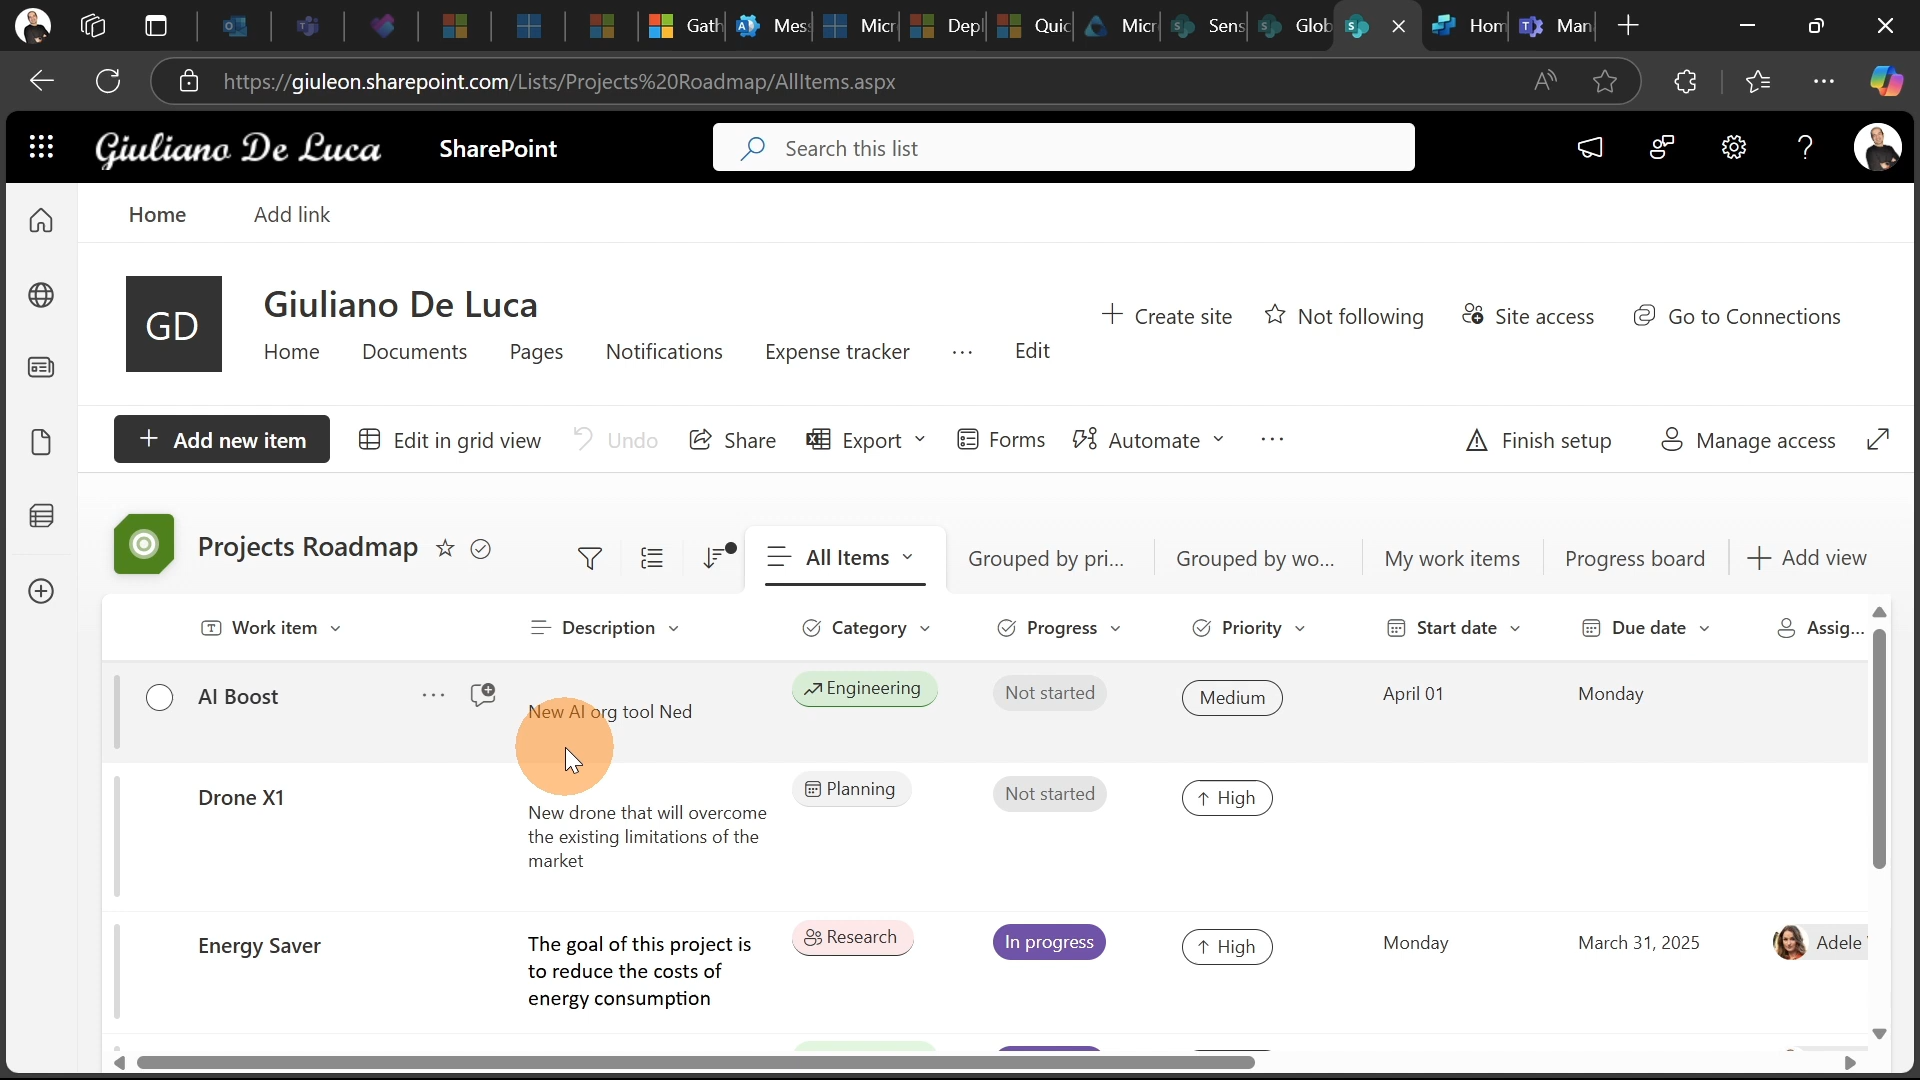 Gath
Mes
Micr
Depl
Quic
Micr
Sens
Glob
Hom
Man
https://giuleon.sharepoint.com/Lists/Projects%20Roadmap/AllItems.aspx
Giuliano De Luca
SharePoint
Search this list
Home
Add link
GD
Giuliano De Luca
Create site
Not following
Site access
Go to Connections
Home
Documents
Pages
Notifications
Expense tracker
Edit
Add new item
Edit in grid view
Undo
Share
Export
Forms
Automate
Finish setup
Manage access
Projects Roadmap
All Items
Grouped by pri...
Grouped by wo...
My work items
Progress board
Add view
Work item
Description
Category
Progress
Priority
Start date
Due date
Assig...
AI Boost
New AI org tool Ned
Engineering
Not started
Medium
April 01
Monday
Drone X1
New drone that will overcome
the existing limitations of the
market
Planning
Not started
High
Energy Saver
The goal of this project is
to reduce the costs of
energy consumption
Research
In progress
High
Monday
March 31, 2025
Adele